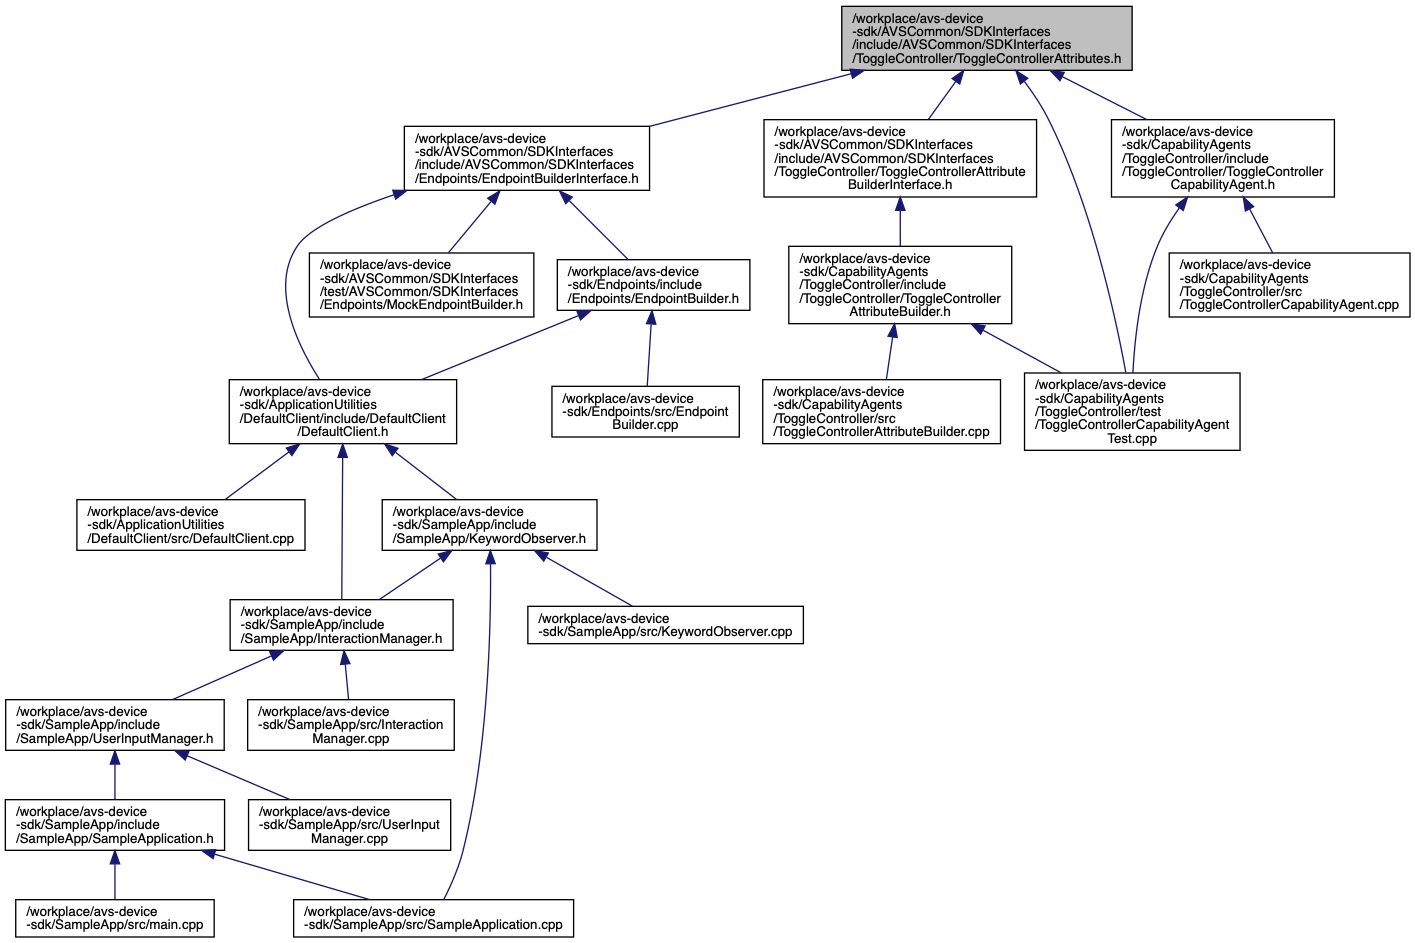 /workplace/avs-device
-sdk/AVSCommon/SDKInterfaces
/include/AVSCommon/SDKInterfaces
/ToggleController/ToggleControllerAttributes.h
/workplace/avs-device
-sdk/AVSCommon/SDKInterfaces
/include/AVSCommon/SDKInterfaces
/Endpoints/EndpointBuilderInterface.h
/workplace/avs-device
-sdk/AVSCommon/SDKInterfaces
/include/AVSCommon/SDKInterfaces
/ToggleController/ToggleControllerAttribute
BuilderInterface.h
/workplace/avs-device
-sdk/CapabilityAgents
/ToggleController/include
/ToggleController/ToggleController
CapabilityAgent.h
/workplace/avs-device
-sdk/AVSCommon/SDKInterfaces
/test/AVSCommon/SDKInterfaces
/Endpoints/MockEndpointBuilder.h
/workplace/avs-device
-sdk/Endpoints/include
/Endpoints/EndpointBuilder.h
/workplace/avs-device
-sdk/CapabilityAgents
/ToggleController/include
/ToggleController/ToggleController
AttributeBuilder.h
/workplace/avs-device
-sdk/CapabilityAgents
/ToggleController/src
/ToggleControllerCapabilityAgent.cpp
/workplace/avs-device
-sdk/ApplicationUtilities
/DefaultClient/include/DefaultClient
/DefaultClient.h
/workplace/avs-device
-sdk/Endpoints/src/Endpoint
Builder.cpp
/workplace/avs-device
-sdk/CapabilityAgents
/ToggleController/src
/ToggleControllerAttributeBuilder.cpp
/workplace/avs-device
-sdk/CapabilityAgents
/ToggleController/test
/ToggleControllerCapabilityAgent
Test.cpp
/workplace/avs-device
-sdk/ApplicationUtilities
/DefaultClient/src/DefaultClient.cpp
/workplace/avs-device
-sdk/SampleApp/include
/SampleApp/KeywordObserver.h
/workplace/avs-device
-sdk/SampleApp/include
/SampleApp/InteractionManager.h
/workplace/avs-device
-sdk/SampleApp/src/KeywordObserver.cpp
/workplace/avs-device
-sdk/SampleApp/include
/SampleApp/UserInputManager.h
/workplace/avs-device
-sdk/SampleApp/src/Interaction
Manager.cpp
/workplace/avs-device
-sdk/SampleApp/include
/SampleApp/SampleApplication.h
/workplace/avs-device
-sdk/SampleApp/src/UserInput
Manager.cpp
/workplace/avs-device
-sdk/SampleApp/src/main.cpp
/workplace/avs-device
-sdk/SampleApp/src/SampleApplication.cpp